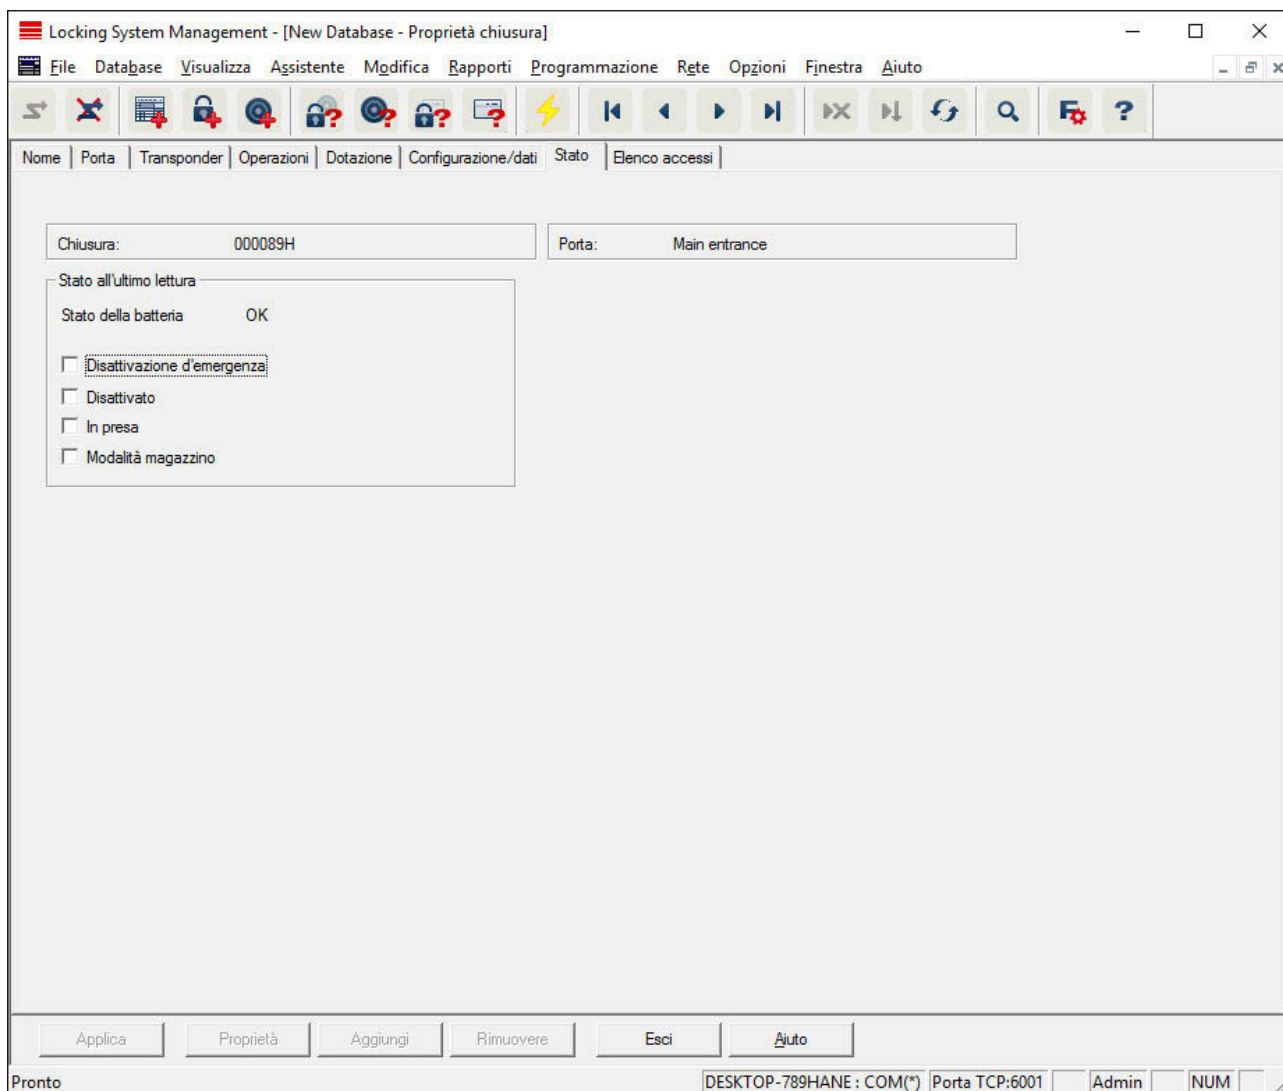 Locking System Management - [New Database - Proprietà chiusura]
File Database Visualizza Assistente Modifica Rapporti Programmazione Rete Opzioni Finestra Aiuto
Nome Porta Transponder Operazioni Dotazione Configurazione/dati Stato Elenco accessi
Chiusura: 000089H Porta: Main entrance
Stato all'ultimo lettura
Stato della batteria OK
Disattivazione d'emergenza
Disattivato
In presa
Modalità magazzino
Applica Proprietà Aggiungi Rimuovere Esci Aiuto
Pronto DESKTOP-789HANE : COM(*) Porta TCP:6001 Admin NUM